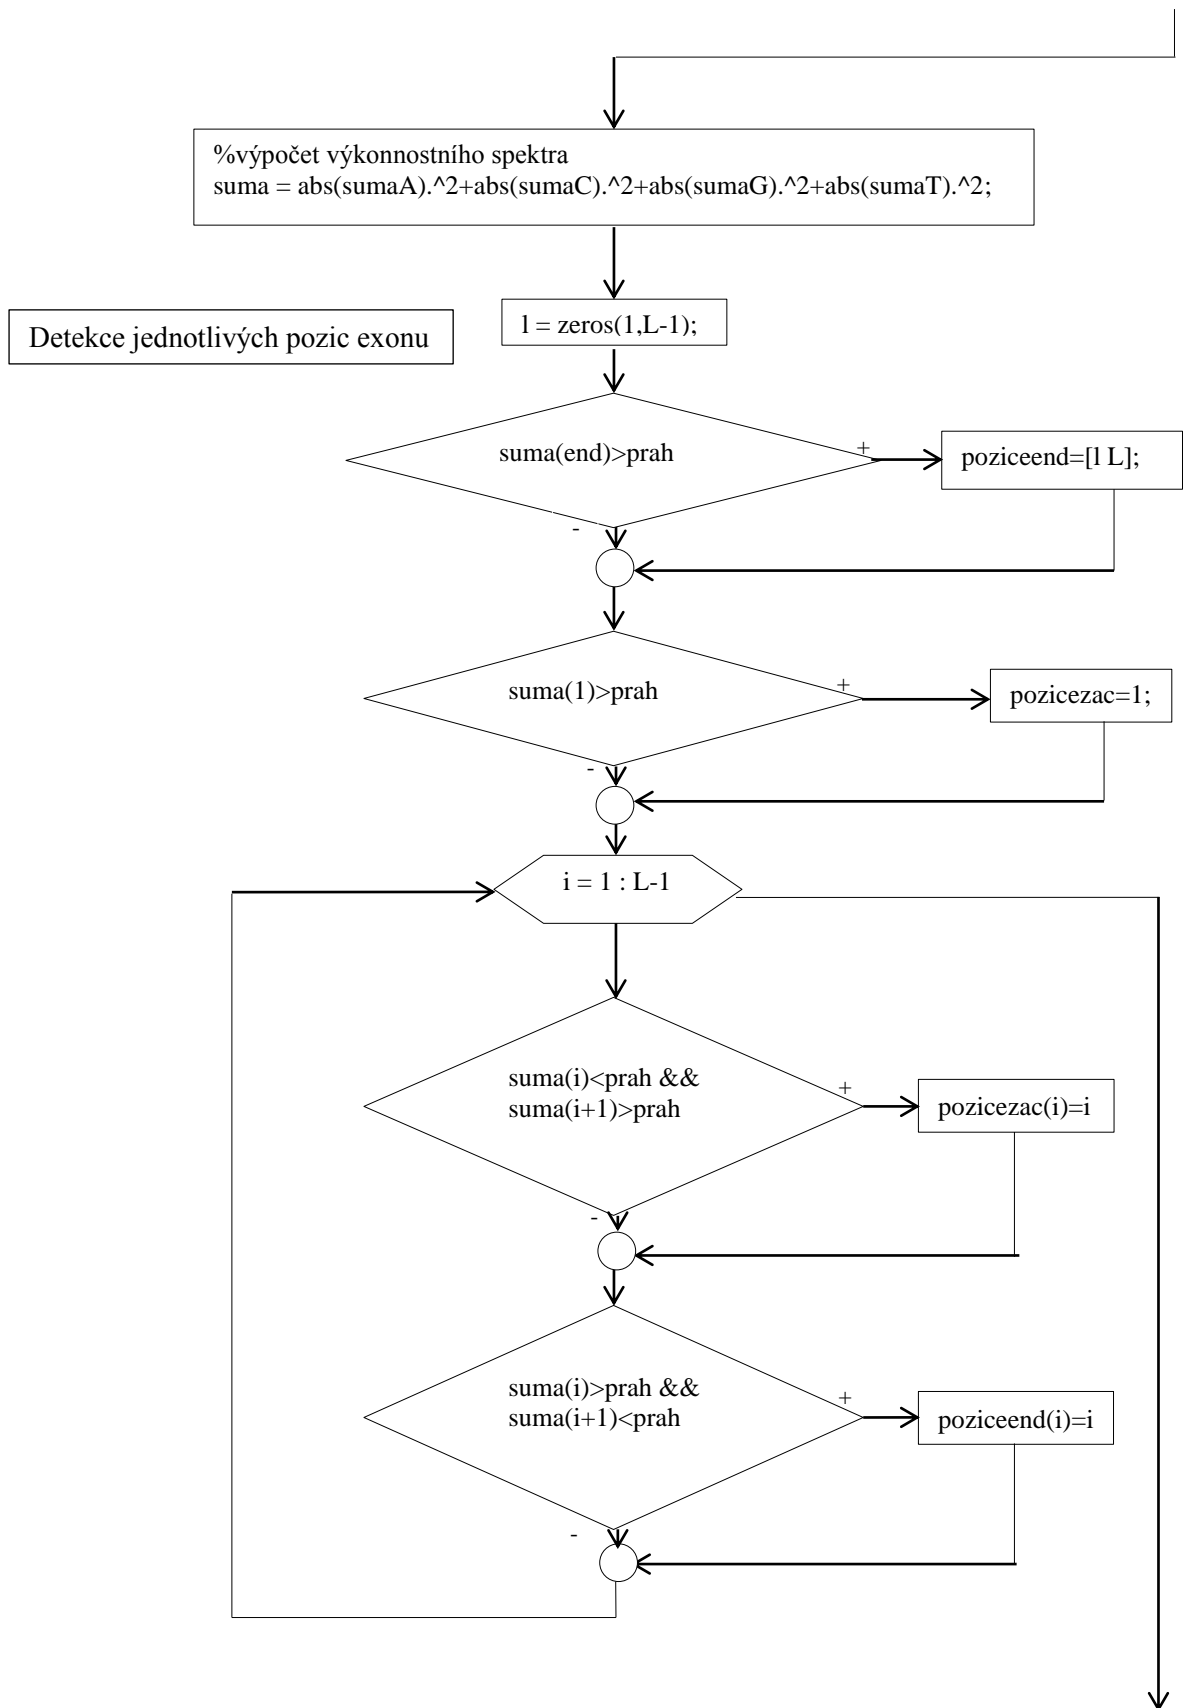 %výpočet výkonnostního spektra
suma = abs(sumaA).^2+abs(sumaC).^2+abs(sumaG).^2+abs(sumaT).^2;
l = zeros(1,L-1);
Detekce jednotlivých pozic exonu
suma(end)>prah
+
poziceend=[l L];
-
suma(1)>prah
+
pozicezac=1;
-
i = 1 : L-1
suma(i)<prah &&
suma(i+1)>prah
+
pozicezac(i)=i
-
suma(i)>prah &&
suma(i+1)<prah
+
poziceend(i)=i
-